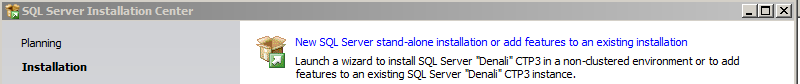 SQL Server Installation Center
Planning
Installation
New SQL Server stand-alone installation or add features to an existing installation
Launch a wizard to install SQL Server "Denali" CTP3 in a non-clustered environment or to add
features to an existing SQL Server "Denali" CTP3 instance.